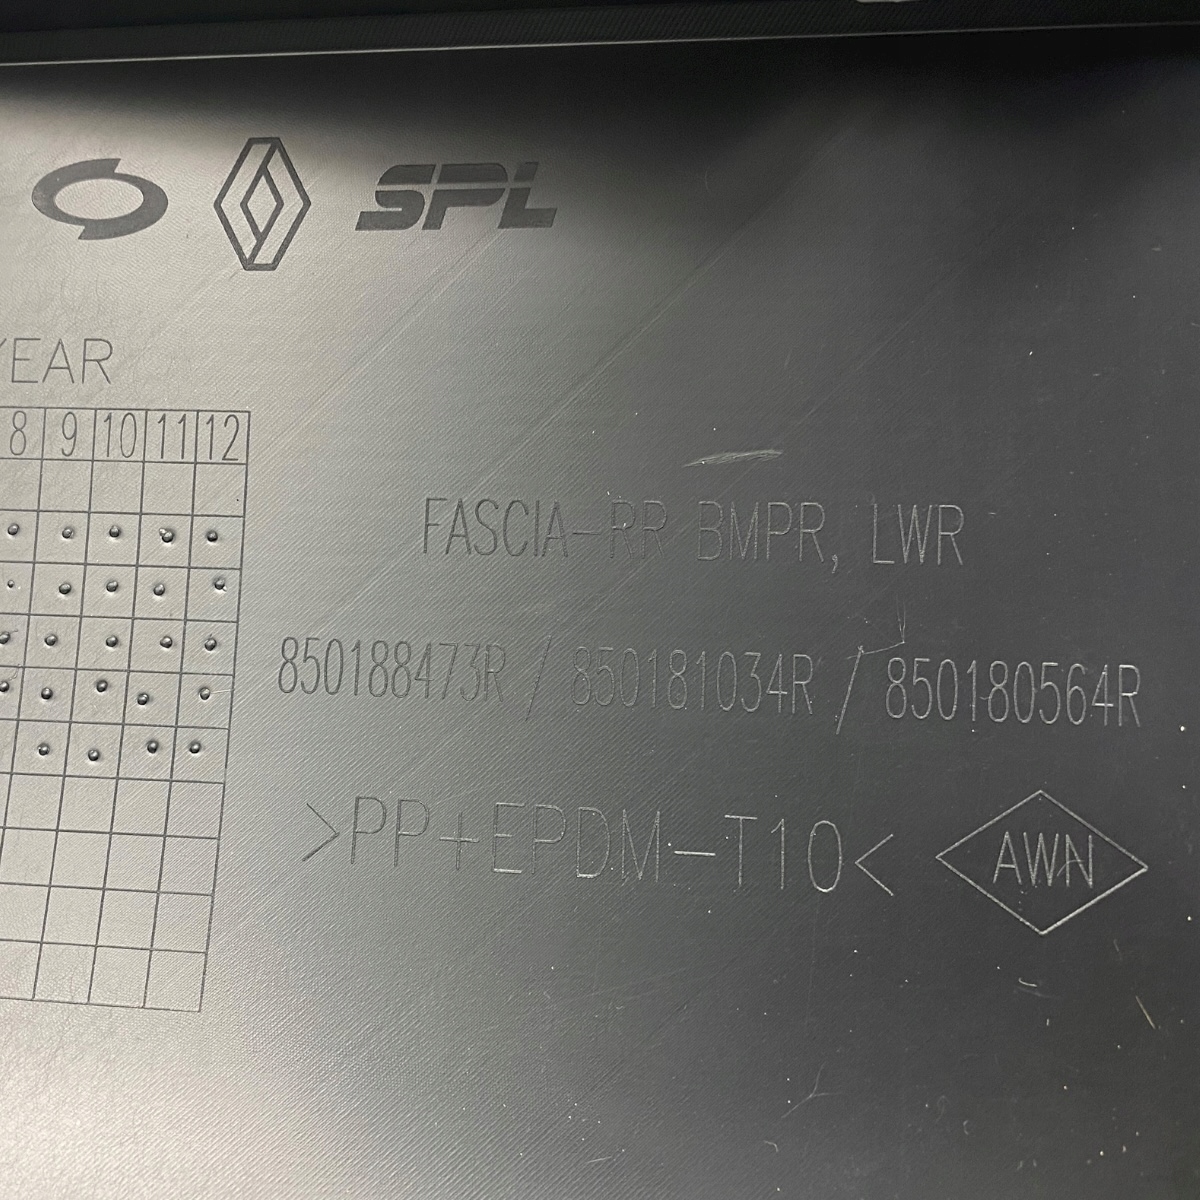 SPL
YEAR
8 9 10 11 12
FASCIA-RR BMPR, LWR
850188473R / 850181034R / 850180564R
>PP+EPDM-T10<
AWN